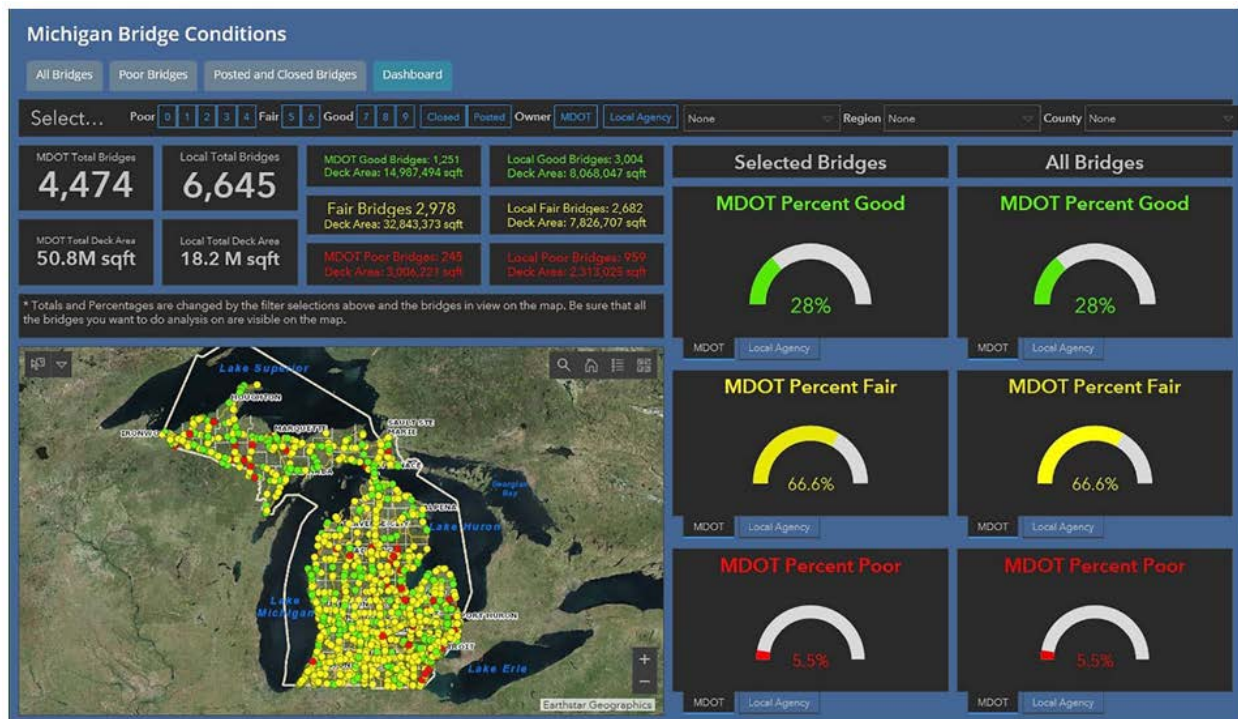 Michigan Bridge Conditions
All Bridges Poor Bridges Posted and Closed Bridges Dashboard
Select... Poor 0 1 2 3 4 Fair 5 6 Good 7 8 9 Closed Posted Owner MDOT Local Agency None Region None County None
MDOT Total Bridges
4,474
Local Total Bridges
6,645
MDOT Good Bridges: 1,251
Deck Area: 14,987,494 sqft
Local Good Bridges: 3,004
Deck Area: 8,068,047 sqft
Fair Bridges 2,978
Deck Area: 32,843,373 sqft
Local Fair Bridges: 2,682
Deck Area: 7,826,707 sqft
MDOT Total Deck Area
50.8M sqft
Local Total Deck Area
18.2 M sqft
MDOT Poor Bridges: 245
Deck Area: 3,006,221 sqft
Local Poor Bridges: 959
Deck Area: 2,313,025 sqft
* Totals and Percentages are changed by the filter selections above and the bridges in view on the map. Be sure that all
the bridges you want to do analysis on are visible on the map.
Lake Superior
HOUGHTON
MARQUETTE
SAULT STE
MARIE
Georgian
Bay
ALPENA
Lake Huron
Lake
Michigan
PORT HURON
Lake Erie
Earthstar Geographics
Selected Bridges
All Bridges
MDOT Percent Good
28%
MDOT Local Agency
MDOT Percent Good
28%
MDOT Local Agency
MDOT Percent Fair
66.6%
MDOT Local Agency
MDOT Percent Fair
66.6%
MDOT Local Agency
MDOT Percent Poor
5.5%
MDOT Local Agency
MDOT Percent Poor
5.5%
MDOT Local Agency